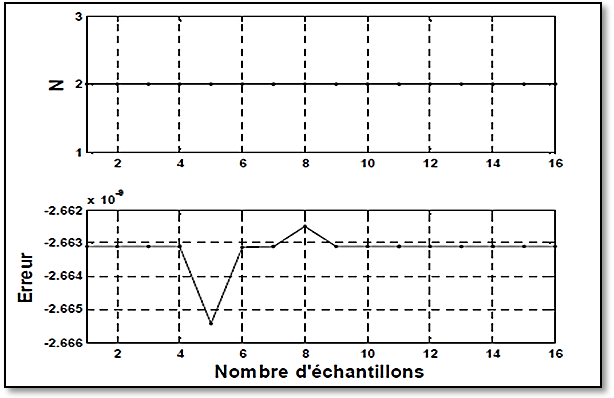 3
N
2
1
2 4 6 8 10 12 14 16
x 10^-9
-2.662
-2.663
Erreur
-2.664
-2.665
-2.666
2 4 6 8 10 12 14 16
Nombre d'échantillons